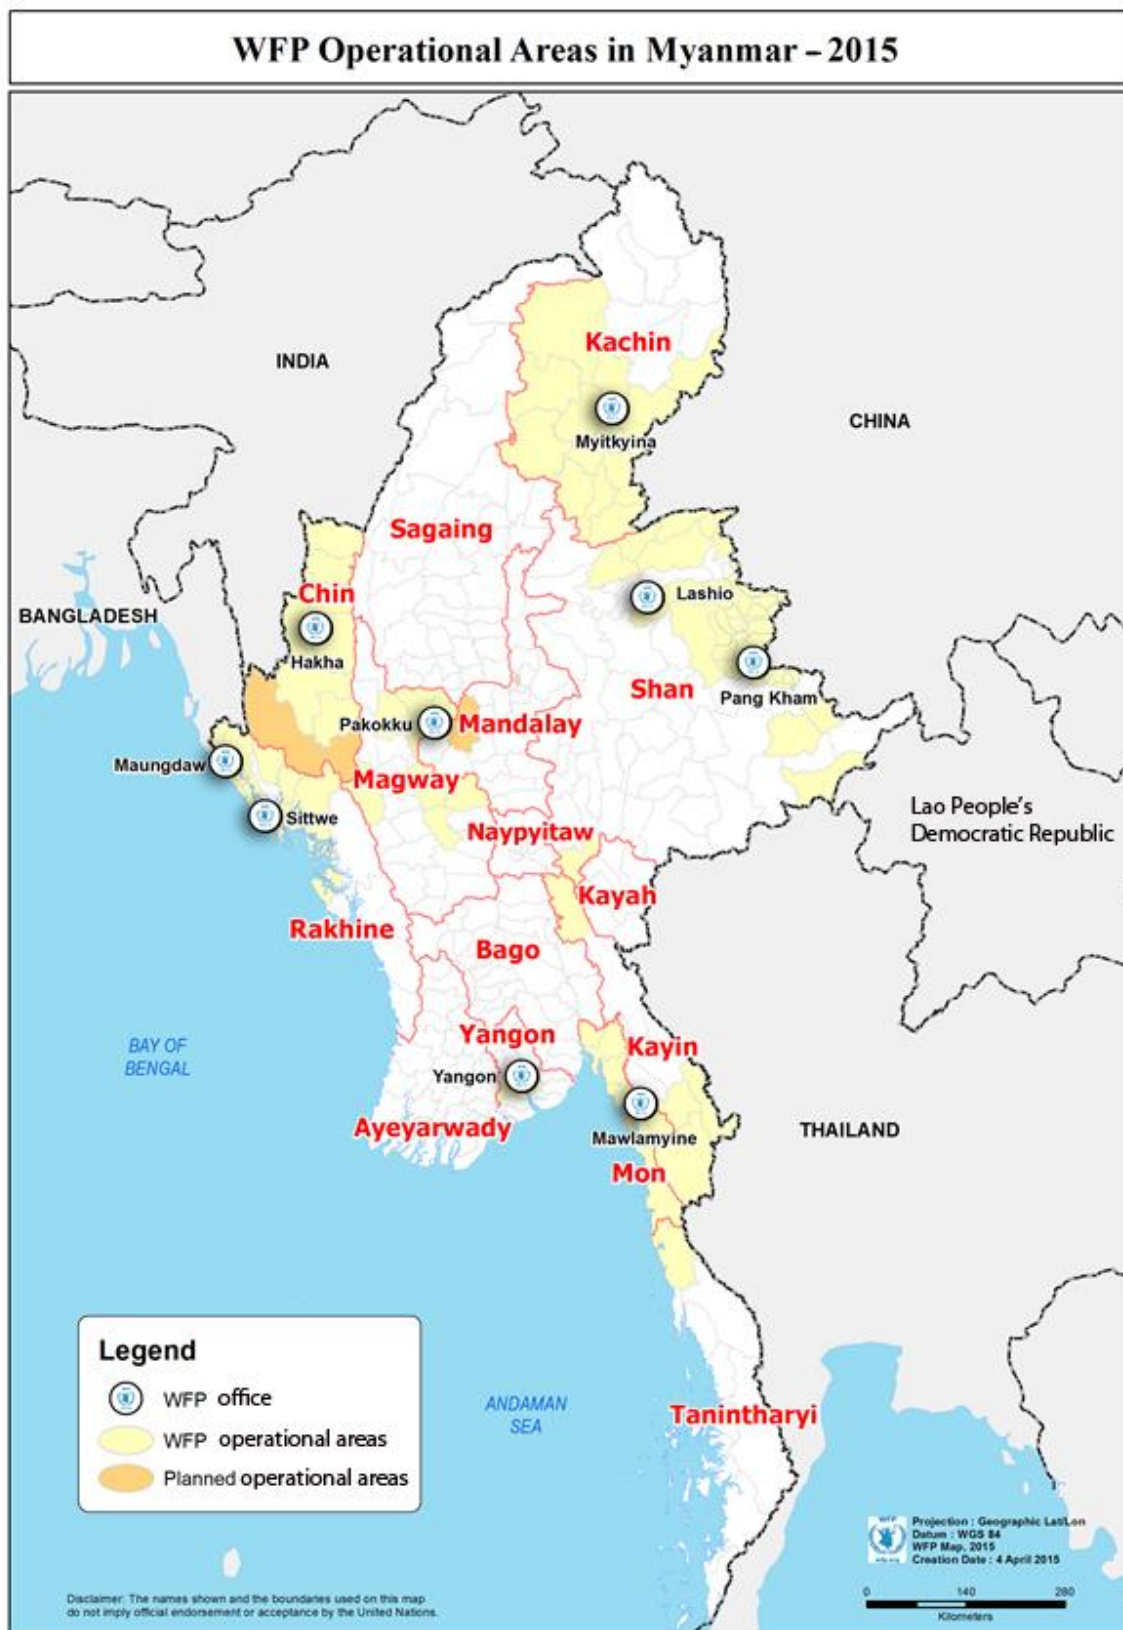 WFP Operational Areas in Myanmar – 2015
INDIA
Kachin
CHINA
Myitkyina
Sagaing
Chin
Lashio
BANGLADESH
Hakha
Shan
Pang Kham
Pakokku
Mandalay
Maungdaw
Magway
Sittwe
Naypyitaw
Lao People's
Democratic Republic
Kayah
Rakhine
Bago
BAY OF
BENGAL
Yangon
Kayin
Yangon
Ayeyarwady
Mawlamyine
THAILAND
Mon
Legend
WFP office
WFP operational areas
Planned operational areas
ANDAMAN
SEA
Tanintharyi
WFP
wfp.org
Projection : Geographic Lat/Lon
Datum : WGS 84
WFP Map, 2015
Creation Date : 4 April 2015
0 140 280
Kilometers
Disclaimer: The names shown and the boundaries used on this map
do not imply official endorsement or acceptance by the United Nations.